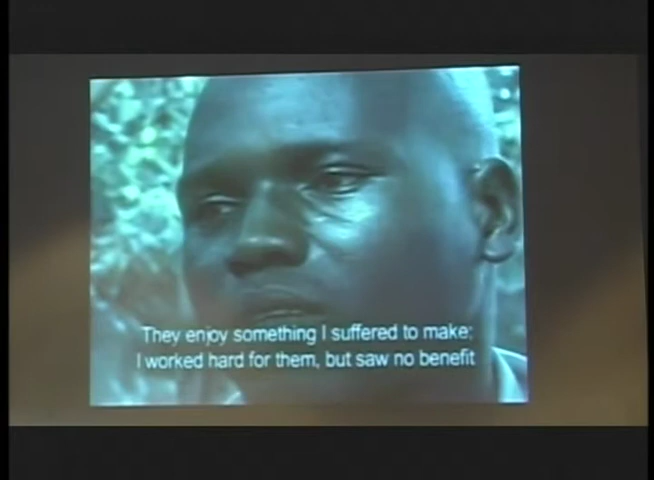 They enjoy something I suffered to make;
I worked hard for them, but saw no benefit